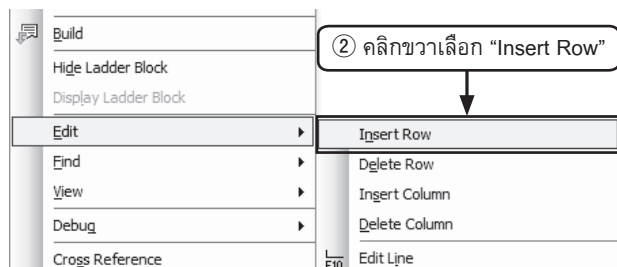 Build
② คลิกขวาเลือก “Insert Row”
Hide Ladder Block
Display Ladder Block
Edit
Insert Row
Find
Delete Row
View
Insert Column
Debug
Delete Column
Cross Reference
F10
Edit Line